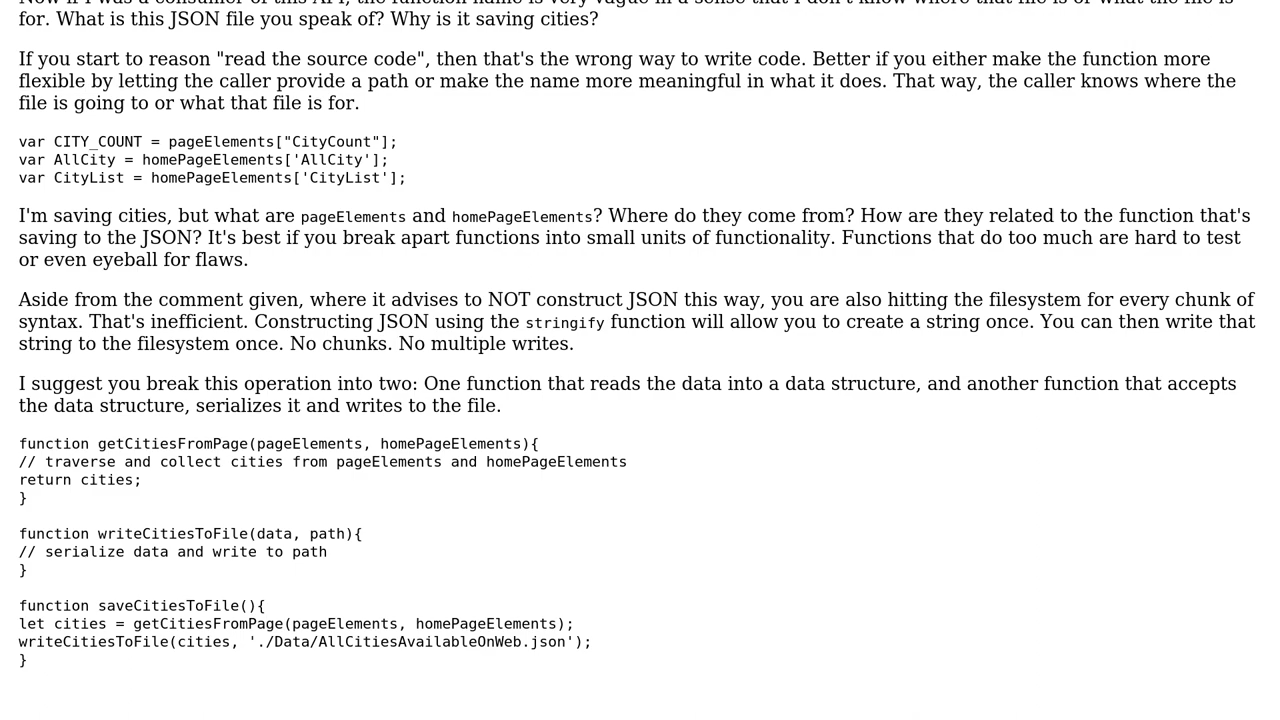 for. What is this JSON file you speak of? Why is it saving cities?
If you start to reason "read the source code", then that's the wrong way to write code. Better if you either make the function more
flexible by letting the caller provide a path or make the name more meaningful in what it does. That way, the caller knows where the
file is going to or what that file is for.
var CITY_COUNT = pageElements["CityCount"];
var AllCity = homePageElements['AllCity'];
var CityList = homePageElements['CityList'];
I'm saving cities, but what are pageElements and homePageElements? Where do they come from? How are they related to the function that's
saving to the JSON? It's best if you break apart functions into small units of functionality. Functions that do too much are hard to test
or even eyeball for flaws.
Aside from the comment given, where it advises to NOT construct JSON this way, you are also hitting the filesystem for every chunk of
syntax. That's inefficient. Constructing JSON using the stringify function will allow you to create a string once. You can then write that
string to the filesystem once. No chunks. No multiple writes.
I suggest you break this operation into two: One function that reads the data into a data structure, and another function that accepts
the data structure, serializes it and writes to the file.
function getCitiesFromPage(pageElements, homePageElements){
// traverse and collect cities from pageElements and homePageElements
return cities;
}
function writeCitiesToFile(data, path){
// serialize data and write to path
}
function saveCitiesToFile(){
let cities = getCitiesFromPage(pageElements, homePageElements);
writeCitiesToFile(cities, './Data/AllCitiesAvailableOnWeb.json');
}